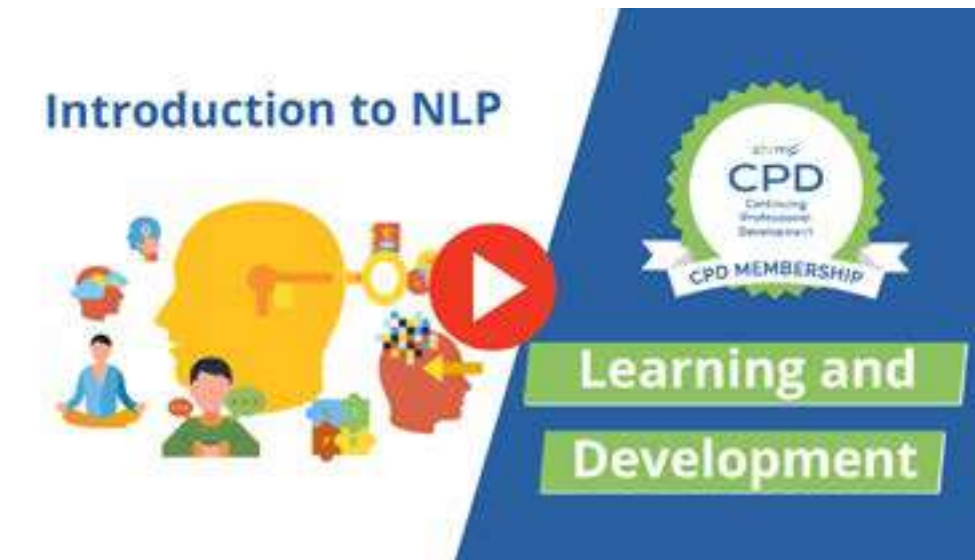 Introduction to NLP
CPD
Continuing
Professional
Development
CPD MEMBERSHIP
Learning and
Development